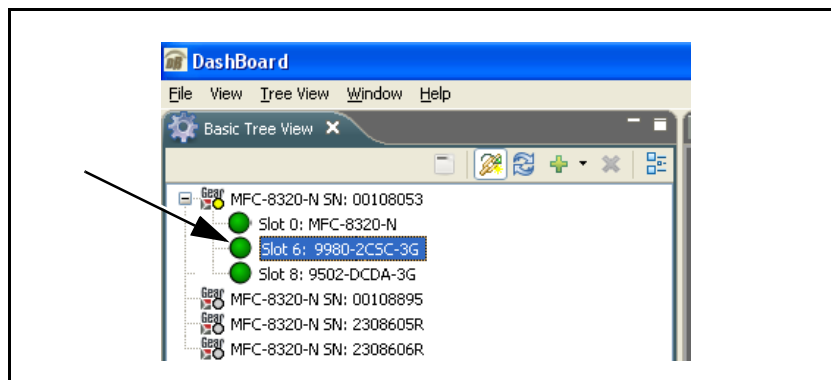 DashBoard
File View Tree View Window Help
Basic Tree View
MFC-8320-N SN: 00108053
Slot 0: MFC-8320-N
Slot 6: 9980-2CSC-3G
Slot 8: 9502-DCDA-3G
MFC-8320-N SN: 00108895
MFC-8320-N SN: 2308605R
MFC-8320-N SN: 2308606R